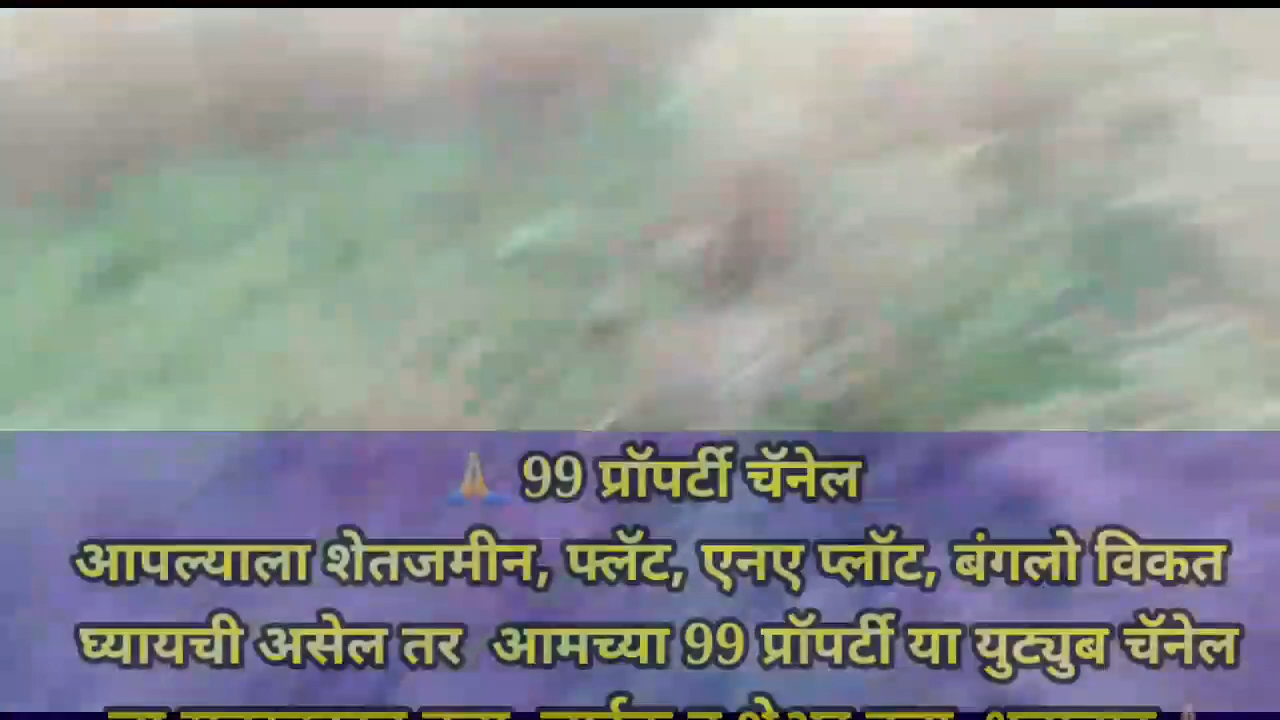 🙏 99 प्रॉपर्टी चॅनेल
आपल्याला शेतजमीन, फ्लॅट, एनए प्लॉट, बंगलो विकत
घ्यायची असेल तर आमच्या 99 प्रॉपर्टी या युट्युब चॅनेल